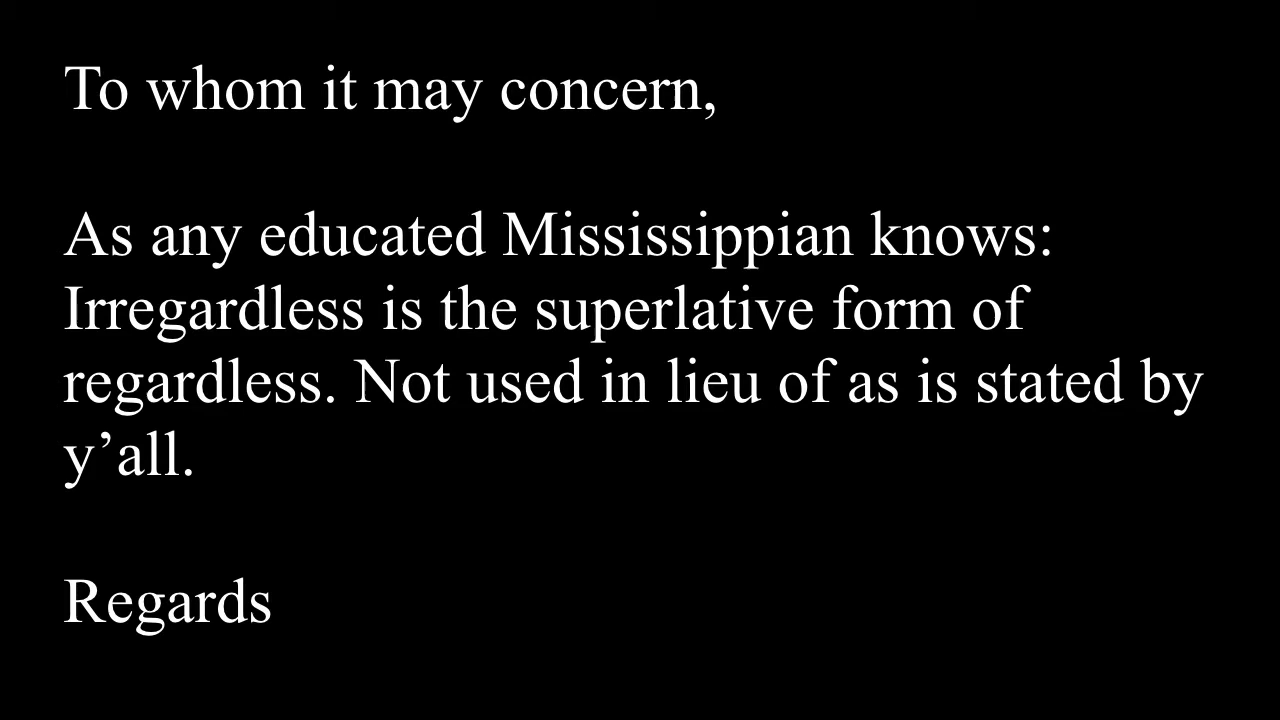 To whom it may concern,
As any educated Mississippian knows:
Irregardless is the superlative form of
regardless. Not used in lieu of as is stated by
y’all.
Regards